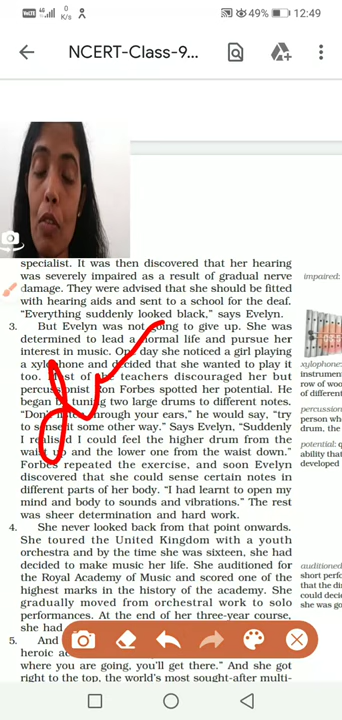 VoLTE 4G 0 K/s 49% 12:49
NCERT-Class-9...
specialist. It was then discovered that her hearing
was severely impaired as a result of gradual nerve
damage. They were advised that she should be fitted
with hearing aids and sent to a school for the deaf.
“Everything suddenly looked black,” says Evelyn.
impaired:
3. But Evelyn was not going to give up. She was
determined to lead a normal life and pursue her
interest in music. One day she noticed a girl playing
a xylophone and decided that she wanted to play it
too. Most of the teachers discouraged her but
percussionist Ron Forbes spotted her potential. He
began by tuning two large drums to different notes.
“Don't listen through your ears,” he would say, “try
to sense it some other way.” Says Evelyn, “Suddenly
I realised I could feel the higher drum from the
waist up and the lower one from the waist down.”
Forbes repeated the exercise, and soon Evelyn
discovered that she could sense certain notes in
different parts of her body. “I had learnt to open my
mind and body to sounds and vibrations.” The rest
was sheer determination and hard work.
xylophone:
instrument
row of woo
of different
percussion
person wh
drum, the
potential: q
ability that
developed
4. She never looked back from that point onwards.
She toured the United Kingdom with a youth
orchestra and by the time she was sixteen, she had
decided to make music her life. She auditioned for
the Royal Academy of Music and scored one of the
highest marks in the history of the academy. She
gradually moved from orchestral work to solo
performances. At the end of her three-year course,
she had
auditioned
short perfo
that the di
could deci
she was go
5. And
heroic ac
where you are going, you'll get there.” And she got
right to the top, the world's most sought-after multi-